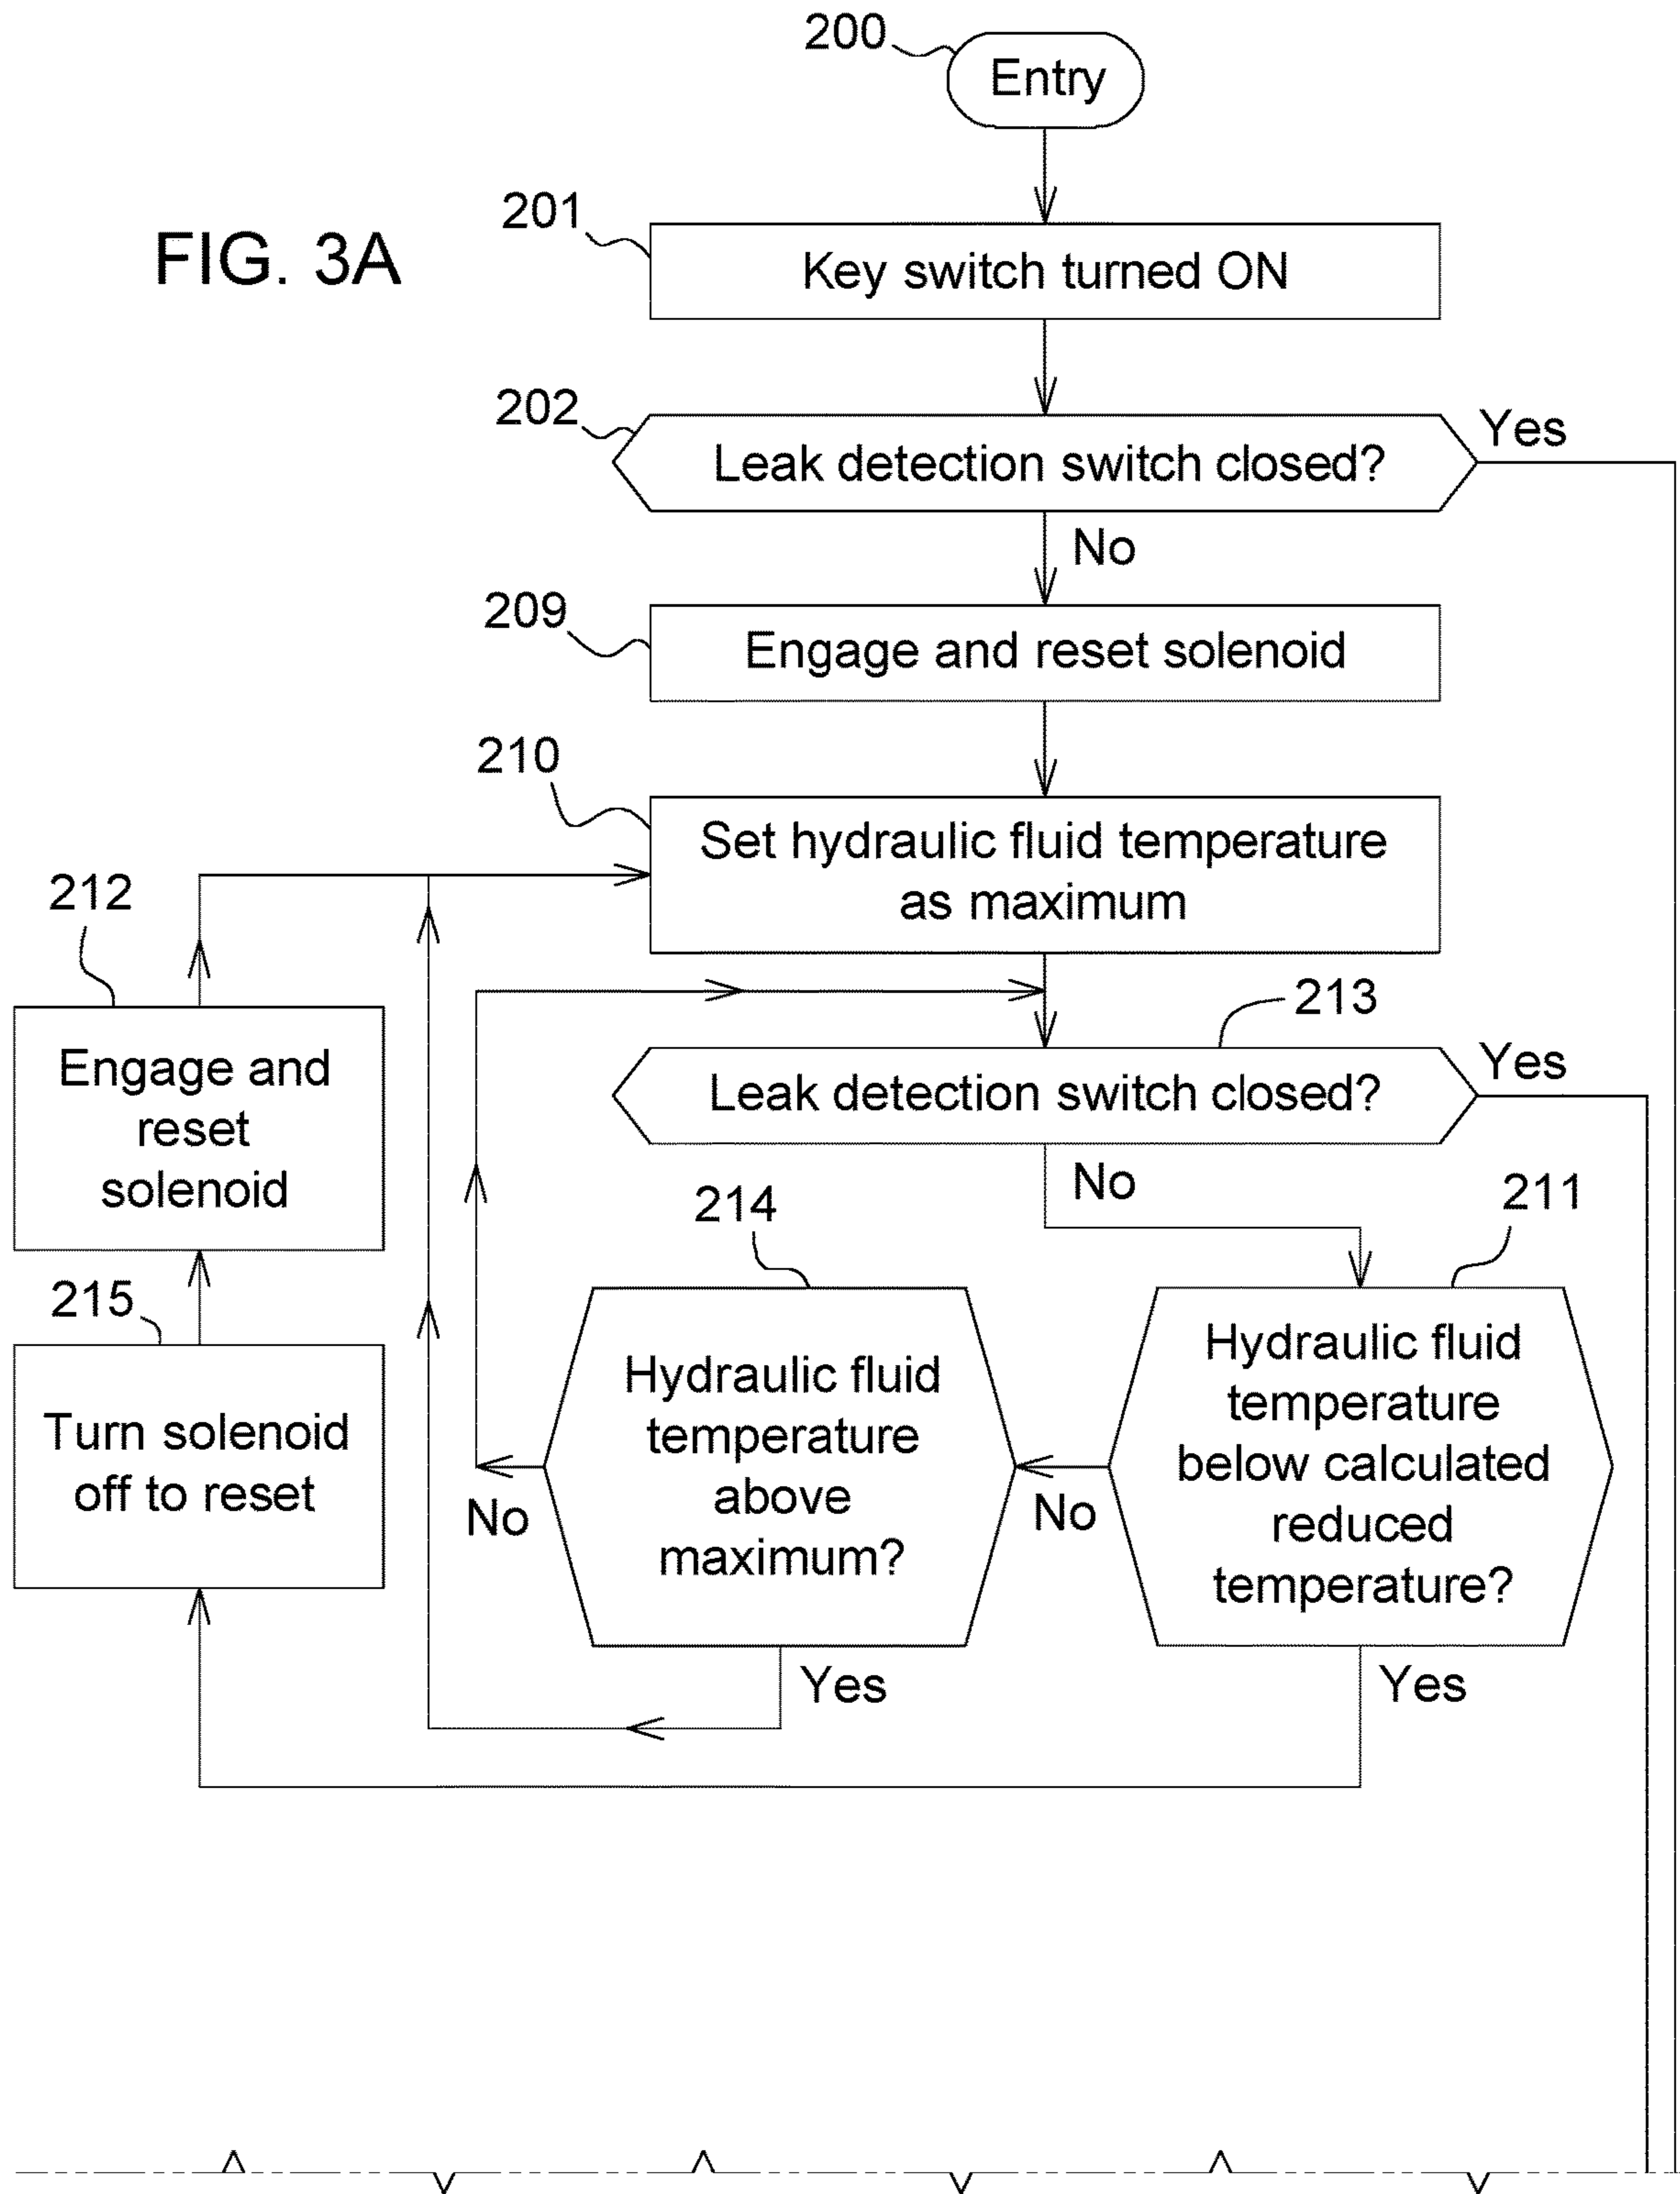 200
Entry
201
FIG. 3A
Key switch turned ON
202
Yes
Leak detection switch closed?
No
209
Engage and reset solenoid
210
Set hydraulic fluid temperature
as maximum
212
213
Engage and
reset
solenoid
Yes
Leak detection switch closed?
No
211
214
215
Turn solenoid
off to reset
Hydraulic fluid
temperature
above
maximum?
Hydraulic fluid
temperature
below calculated
reduced
temperature?
No
No
Yes
Yes